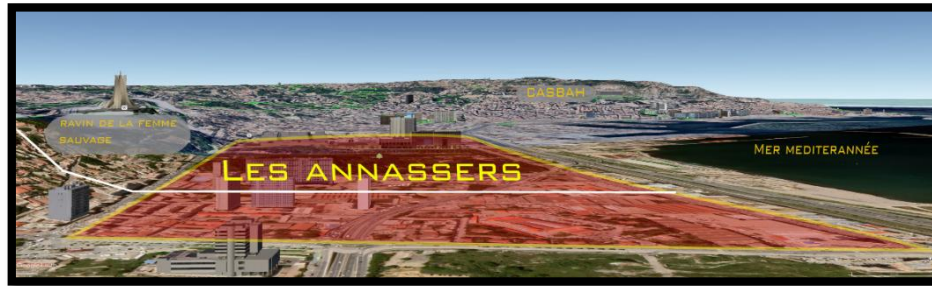 CASBAH
RAVIN DE LA FEMME
SAUVAGE
MER MEDITERANNÉE
LES ANNASSERS